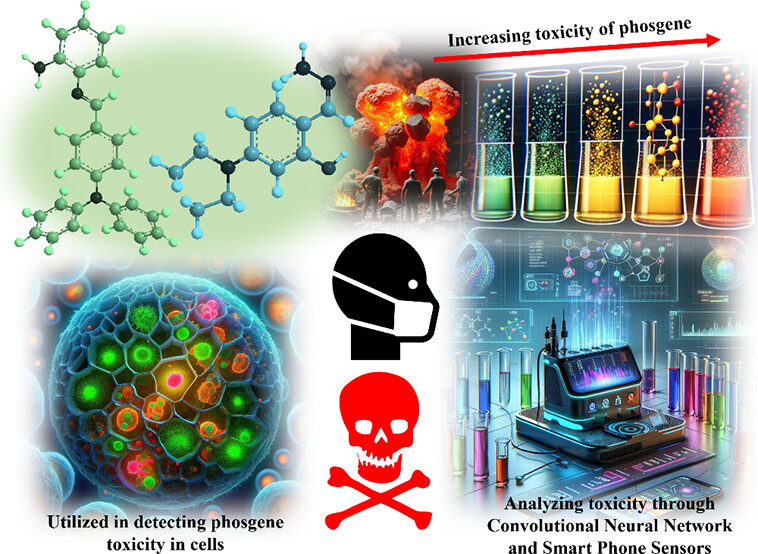 Increasing toxicity of phosgene
Utilized in detecting phosgene
toxicity in cells
Analyzing toxicity through
Convolutional Neural Network
and Smart Phone Sensors